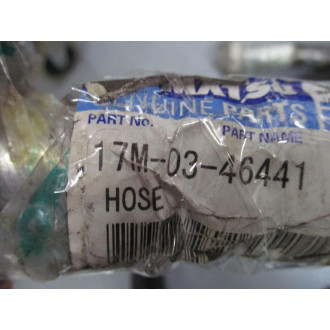 GENUINE PARTS
PART No. PART NAME
17M-03-46441
HOSE